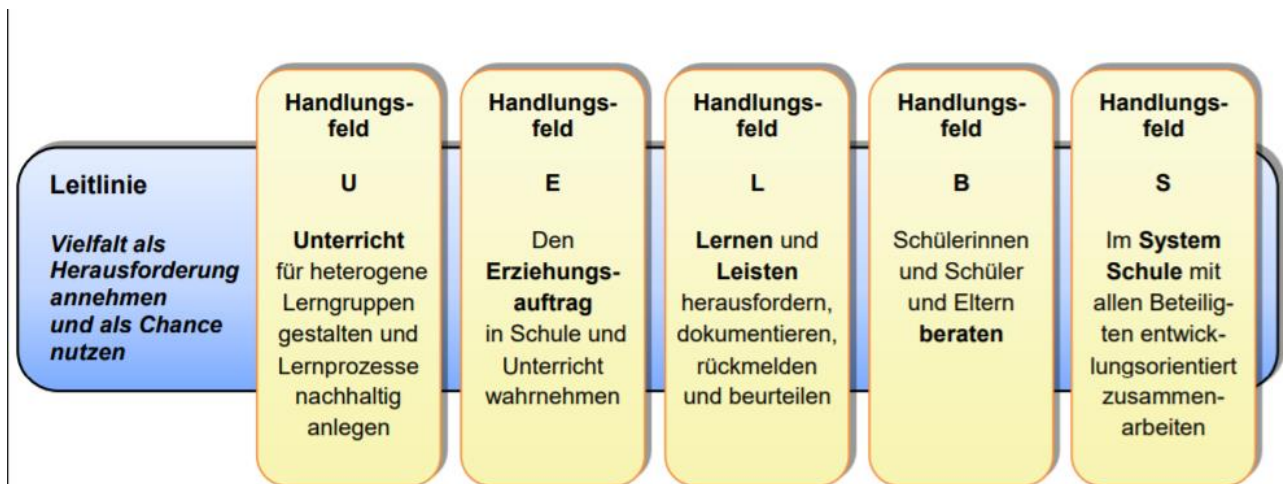 Leitlinie
Vielfalt als
Herausforderung
annehmen
und als Chance
nutzen
Handlungs-
feld
U
Unterricht
für heterogene
Lerngruppen
gestalten und
Lernprozesse
nachhaltig
anlegen
Handlungs-
feld
E
Den
Erziehungs-
auftrag
in Schule und
Unterricht
wahrnehmen
Handlungs-
feld
L
Lernen und
Leisten
herausfordern,
dokumentieren,
rückmelden
und beurteilen
Handlungs-
feld
B
Schülerinnen
und Schüler
und Eltern
beraten
Handlungs-
feld
S
Im System
Schule mit
allen Beteilig-
ten entwick-
lungsorientiert
zusammen-
arbeiten